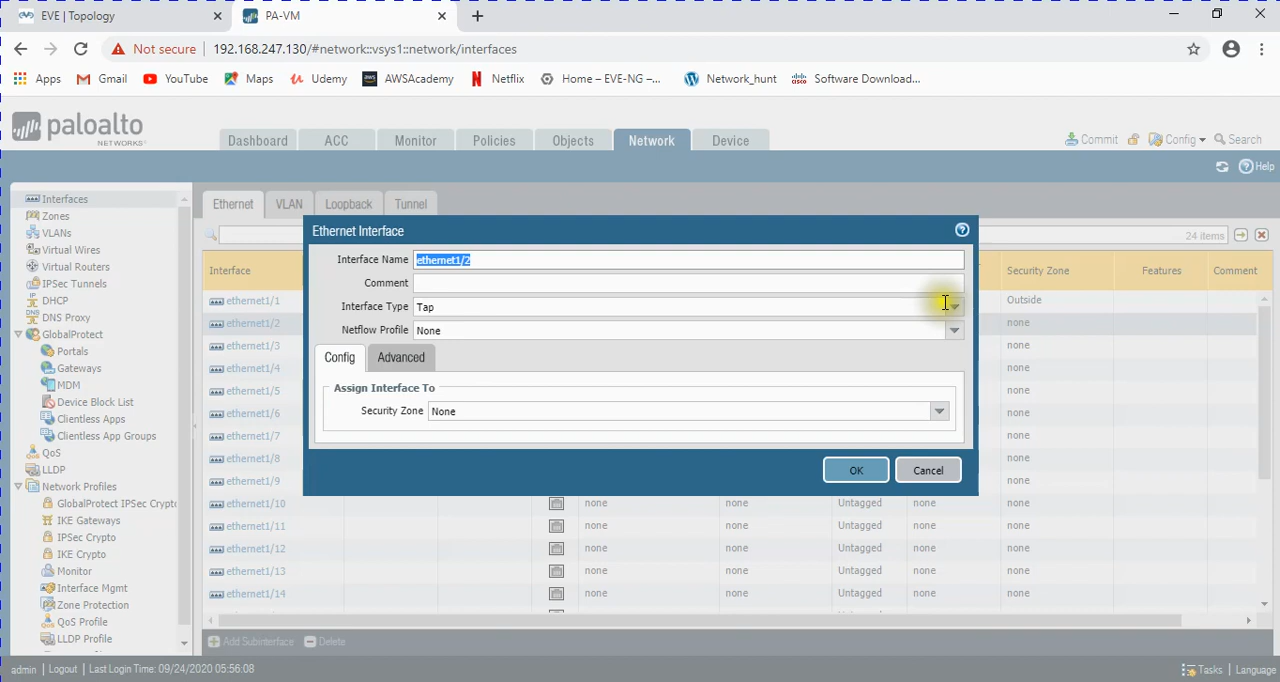 EVE | Topology
PA-VM
Not secure
192.168.247.130/#network::vsys1::network/interfaces
Apps
Gmail
YouTube
Maps
Udemy
AWSAcademy
Netflix
Home – EVE-NG –...
Network_hunt
Software Download...
paloalto
NETWORKS
Dashboard
ACC
Monitor
Policies
Objects
Network
Device
Commit
Config
Search
Help
Interfaces
Zones
VLANs
Virtual Wires
Virtual Routers
IPSec Tunnels
DHCP
DNS Proxy
GlobalProtect
Portals
Gateways
MDM
Device Block List
Clientless Apps
Clientless App Groups
QoS
LLDP
Network Profiles
GlobalProtect IPSec Crypto
IKE Gateways
IPSec Crypto
IKE Crypto
Monitor
Interface Mgmt
Zone Protection
QoS Profile
LLDP Profile
Ethernet
VLAN
Loopback
Tunnel
24 items
Interface
Security Zone
Features
Comment
ethernet1/1
Outside
ethernet1/2
none
ethernet1/3
none
ethernet1/4
none
ethernet1/5
none
ethernet1/6
none
ethernet1/7
none
ethernet1/8
none
ethernet1/9
none
ethernet1/10 none none Untagged none none
ethernet1/11 none none Untagged none none
ethernet1/12 none none Untagged none none
ethernet1/13 none none Untagged none none
ethernet1/14 none none Untagged none none
Ethernet Interface
Interface Name ethernet1/2
Comment
Interface Type Tap
Netflow Profile None
Config
Advanced
Assign Interface To
Security Zone None
OK
Cancel
Add Subinterface
Delete
admin | Logout | Last Login Time: 09/24/2020 05:56:08
Tasks | Language